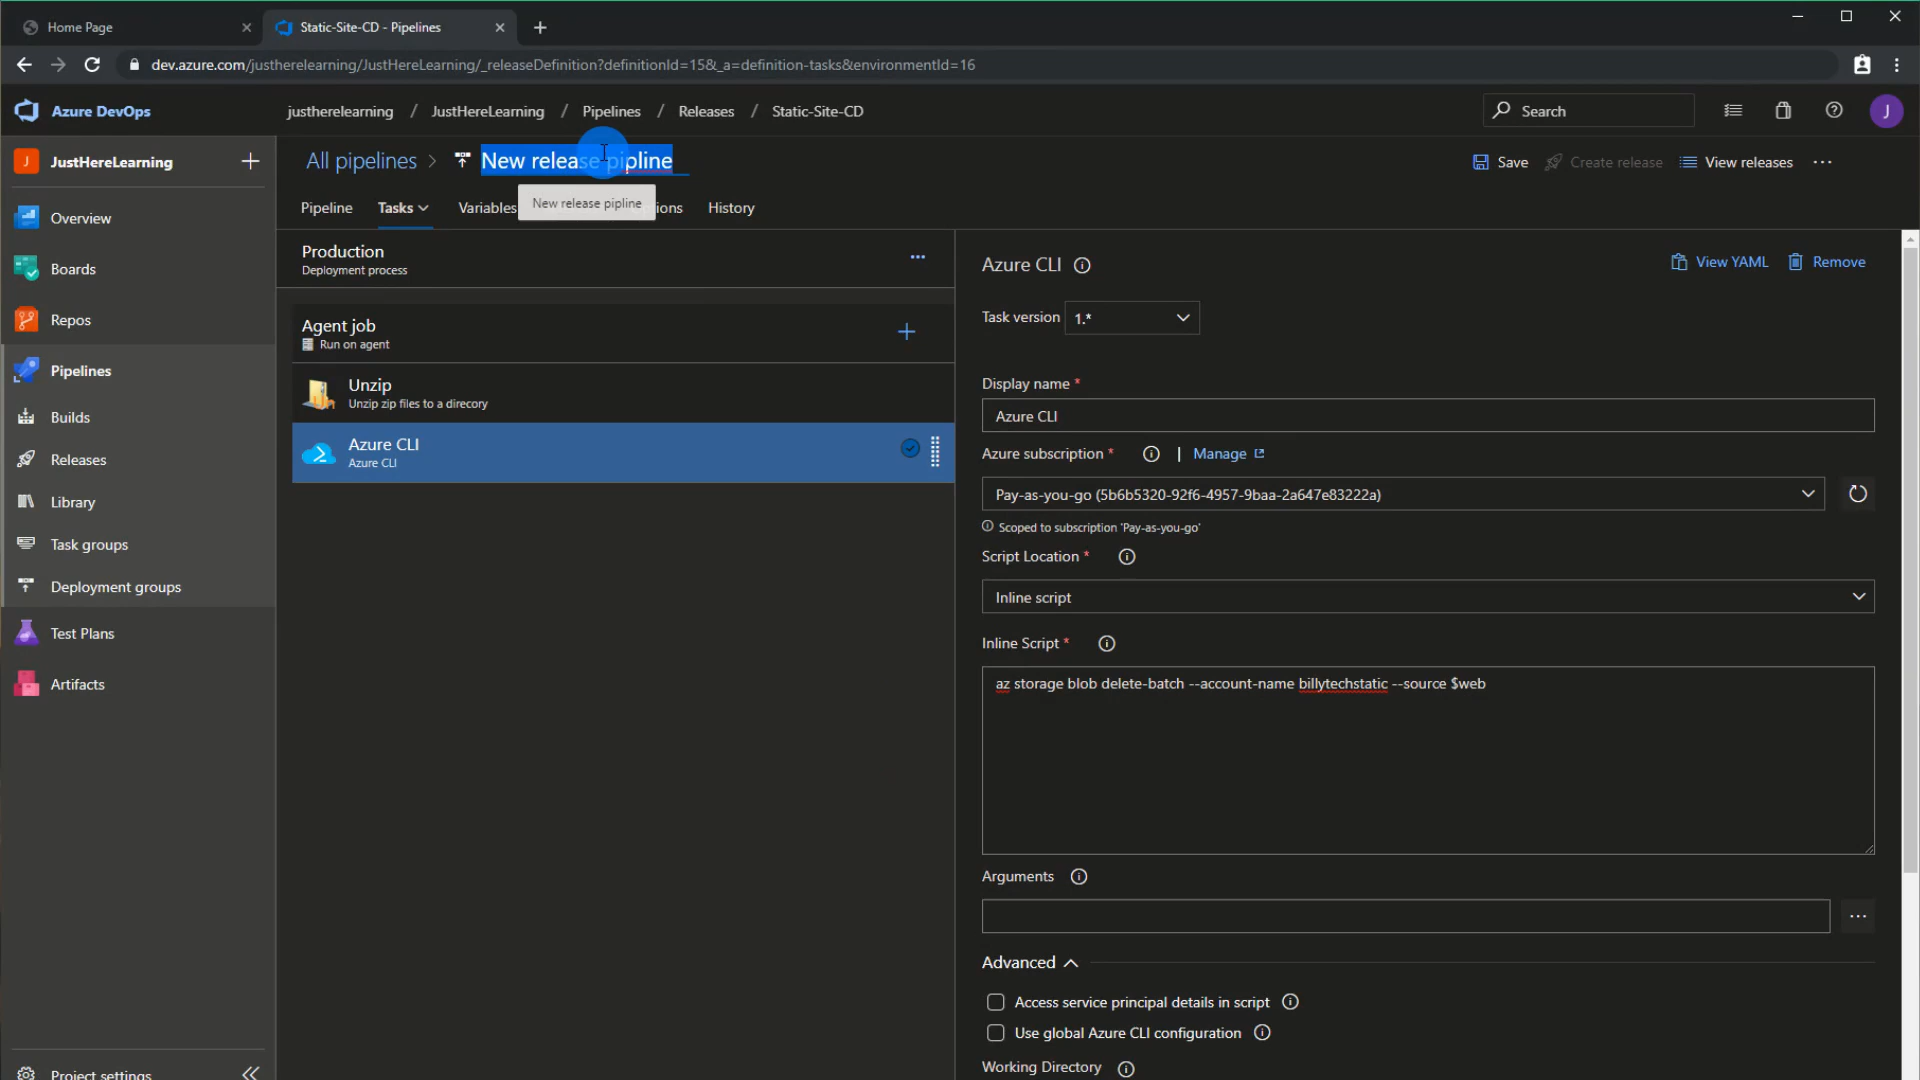 Home Page
Static-Site-CD - Pipelines
dev.azure.com/justherelearning/JustHereLearning/_releaseDefinition?definitionId=15&_a=definition-tasks&environmentId=16
Azure DevOps
justherelearning / JustHereLearning / Pipelines / Releases / Static-Site-CD
Search
J
J JustHereLearning
All pipelines > New release pipline
Save
Create release
View releases
Pipeline
Tasks
Variables
New release pipline
ions
History
Overview
Boards
Repos
Pipelines
Builds
Releases
Library
Task groups
Deployment groups
Test Plans
Artifacts
Project settings
Production
Deployment process
Agent job
Run on agent
Unzip
Unzip zip files to a direcory
Azure CLI
Azure CLI
Azure CLI
View YAML
Remove
Task version 1.*
Display name *
Azure CLI
Azure subscription * | Manage
Pay-as-you-go (5b6b5320-92f6-4957-9baa-2a647e83222a)
Scoped to subscription 'Pay-as-you-go'
Script Location *
Inline script
Inline Script *
az storage blob delete-batch --account-name billytechstatic --source $web
Arguments
Advanced
Access service principal details in script
Use global Azure CLI configuration
Working Directory